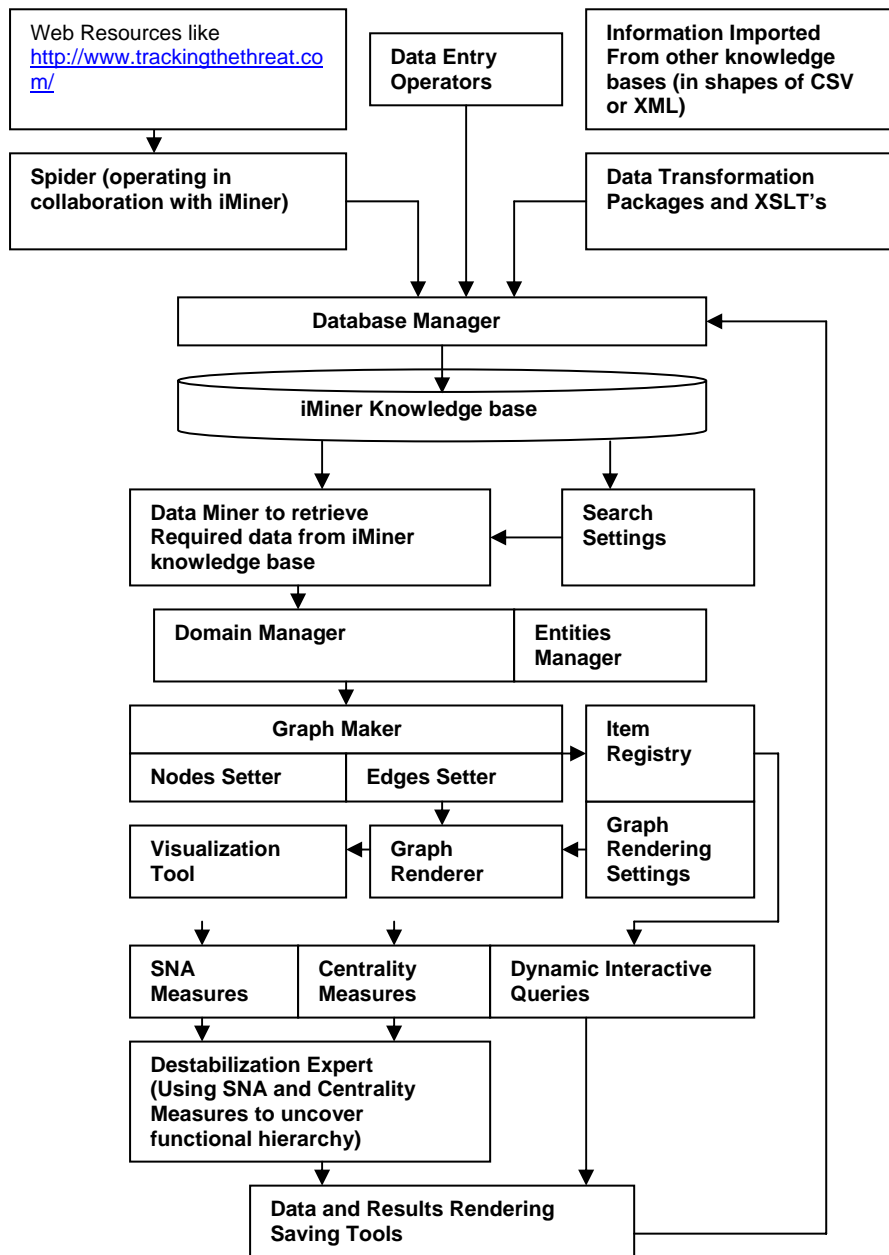 Web Resources like
http://www.trackingthethreat.co
m/
Data Entry
Operators
Information Imported
From other knowledge
bases (in shapes of CSV
or XML)
Spider (operating in
collaboration with iMiner)
Data Transformation
Packages and XSLT’s
Database Manager
iMiner Knowledge base
Data Miner to retrieve
Required data from iMiner
knowledge base
Search
Settings
Domain Manager
Entities
Manager
Graph Maker
Item
Registry
Nodes Setter
Edges Setter
Visualization
Tool
Graph
Renderer
Graph
Rendering
Settings
SNA
Measures
Centrality
Measures
Dynamic Interactive
Queries
Destabilization Expert
(Using SNA and Centrality
Measures to uncover
functional hierarchy)
Data and Results Rendering
Saving Tools